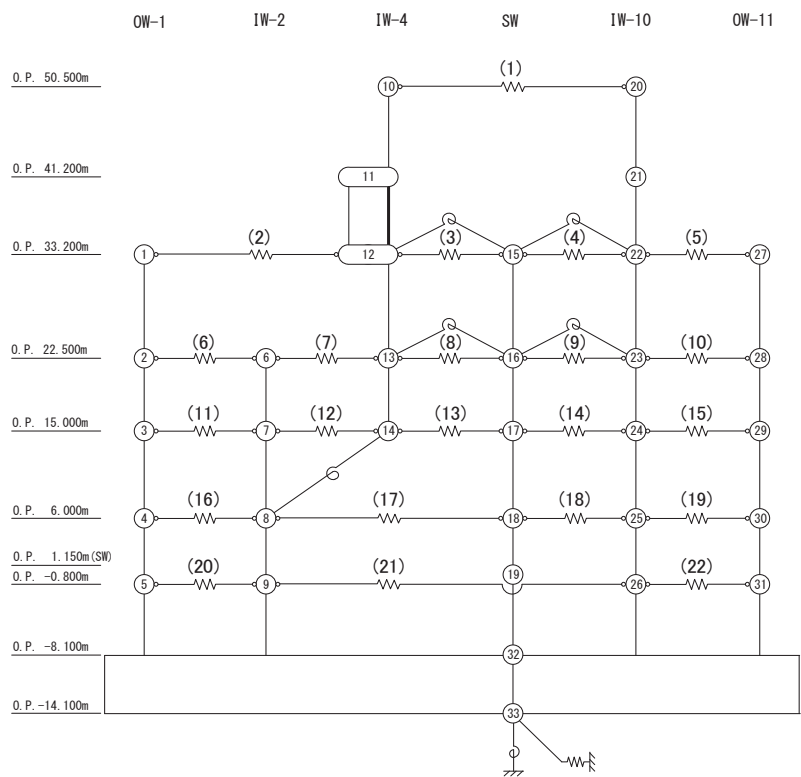 OW-1 IW-2 IW-4 SW IW-10 OW-11
(1)
O.P. 50.500m 10 20
O.P. 41.200m 11 21
(2) (3) (4) (5)
O.P. 33.200m 1 12 15 22 27
(6) (7) (8) (9) (10)
O.P. 22.500m 2 6 13 16 23 28
(11) (12) (13) (14) (15)
O.P. 15.000m 3 7 14 17 24 29
(16) (17) (18) (19)
O.P. 6.000m 4 8 18 25 30
O.P. 1.150m(SW)
(20) (21) 19 (22)
O.P. -0.800m 5 9 26 31
O.P. -8.100m 32
O.P.-14.100m 33